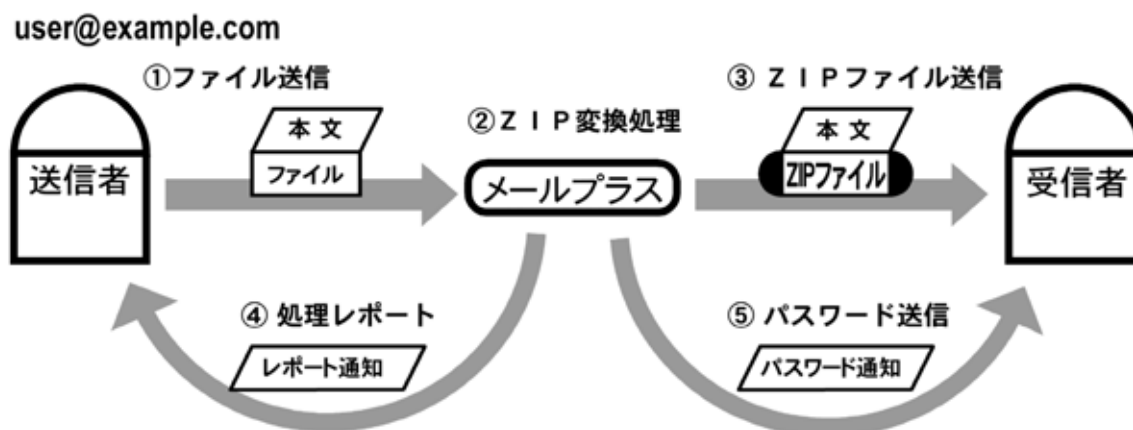 user@example.com
①ファイル送信
本文
ファイル
送信者
②ＺＩＰ変換処理
メールプラス
③ ＺＩＰファイル送信
本文
ZIPファイル
受信者
④ 処理レポート
レポート通知
⑤ パスワード送信
パスワード通知